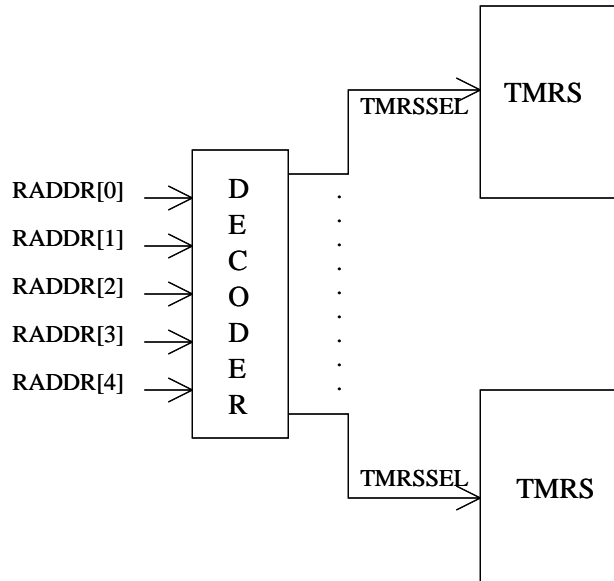 TMRS
TMRSSEL
RADDR[0]
RADDR[1]
RADDR[2]
RADDR[3]
RADDR[4]
D
E
C
O
D
E
R
TMRSSEL
TMRS